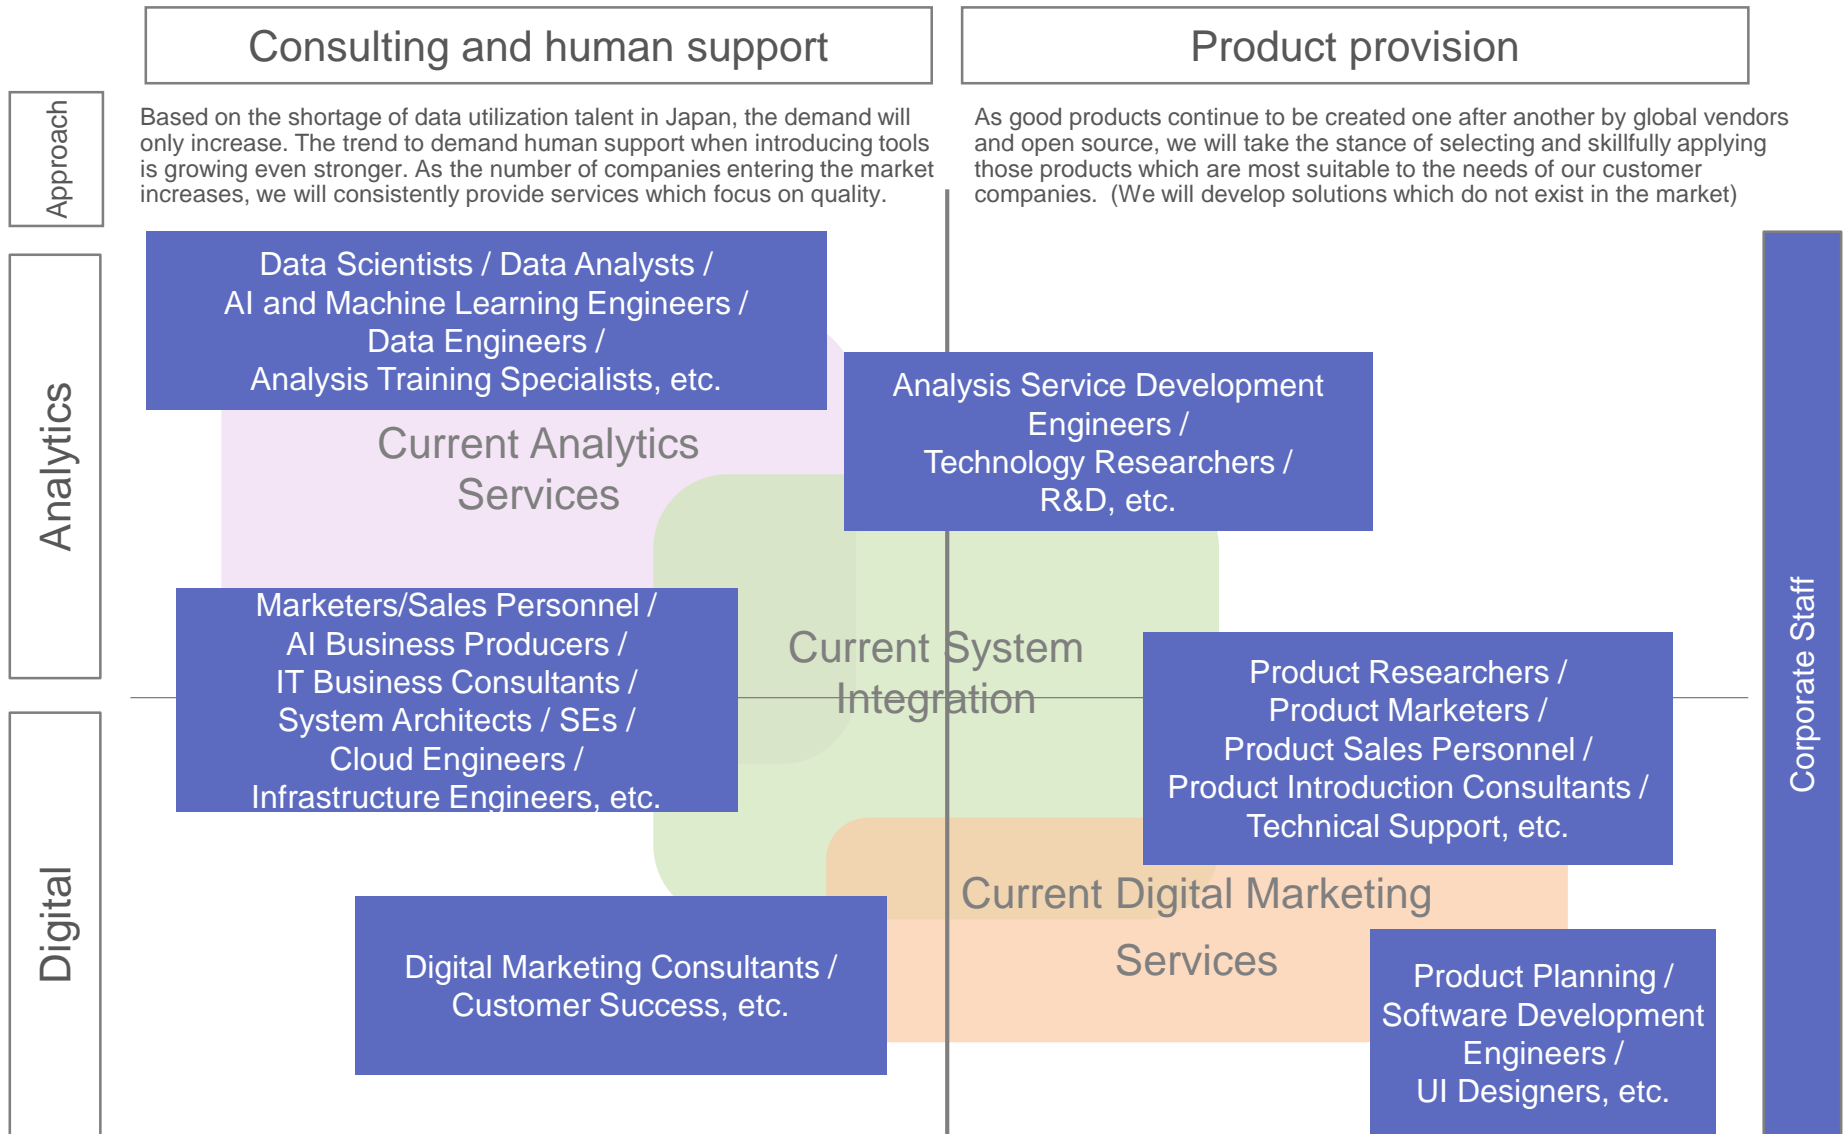 Consulting and human support
Product provision
Approach
Based on the shortage of data utilization talent in Japan, the demand will
only increase. The trend to demand human support when introducing tools
is growing even stronger. As the number of companies entering the market
increases, we will consistently provide services which focus on quality.
As good products continue to be created one after another by global vendors
and open source, we will take the stance of selecting and skillfully applying
those products which are most suitable to the needs of our customer
companies.  (We will develop solutions which do not exist in the market)
Analytics
Data Scientists / Data Analysts /
AI and Machine Learning Engineers /
Data Engineers /
Analysis Training Specialists, etc.
Current Analytics
Services
Analysis Service Development
Engineers /
Technology Researchers /
R&D, etc.
Marketers/Sales Personnel /
AI Business Producers /
IT Business Consultants /
System Architects / SEs /
Cloud Engineers /
Infrastructure Engineers, etc.
Current System
Integration
Product Researchers /
Product Marketers /
Product Sales Personnel /
Product Introduction Consultants /
Technical Support, etc.
Corporate Staff
Digital
Digital Marketing Consultants /
Customer Success, etc.
Current Digital Marketing
Services
Product Planning /
Software Development
Engineers /
UI Designers, etc.